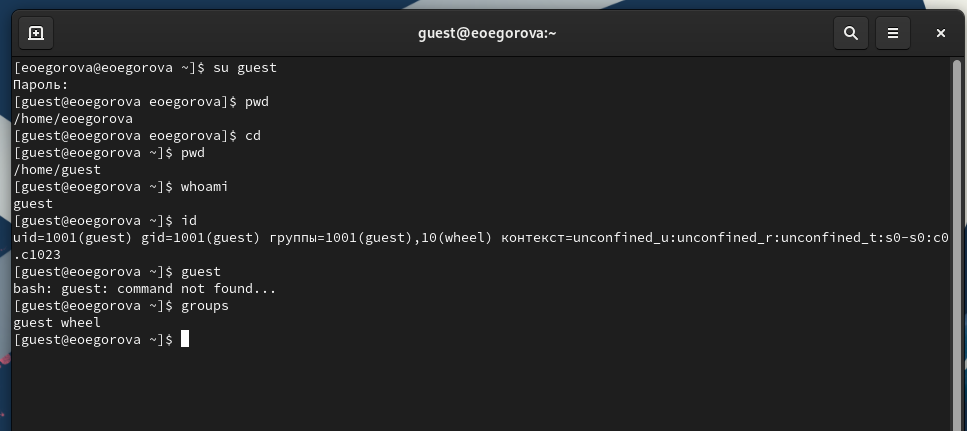 guest@eoegorova:~
[eoegorova@eoegorova ~]$ su guest
Пароль:
[guest@eoegorova eoegorova]$ pwd
/home/eoegorova
[guest@eoegorova eoegorova]$ cd
[guest@eoegorova ~]$ pwd
/home/guest
[guest@eoegorova ~]$ whoami
guest
[guest@eoegorova ~]$ id
uid=1001(guest) gid=1001(guest) группы=1001(guest),10(wheel) контекст=unconfined_u:unconfined_r:unconfined_t:s0-s0:c0
.c1023
[guest@eoegorova ~]$ guest
bash: guest: command not found...
[guest@eoegorova ~]$ groups
guest wheel
[guest@eoegorova ~]$